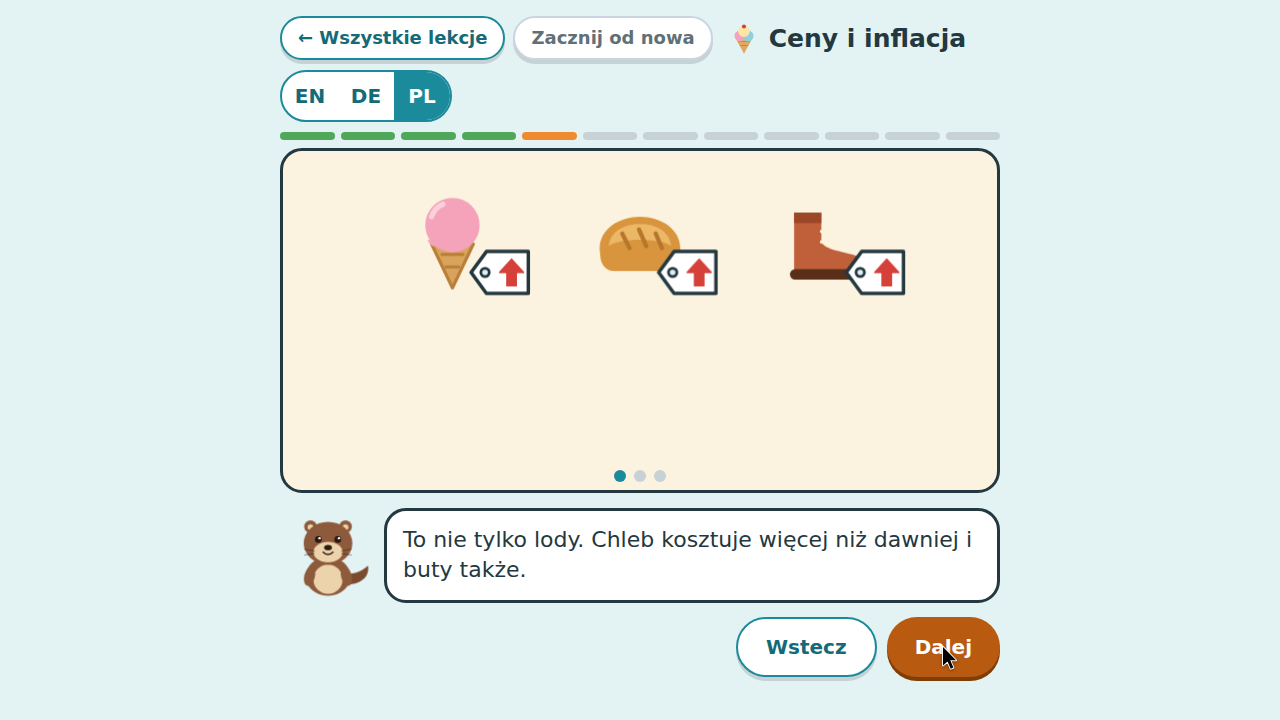 ← Wszystkie lekcje
Zacznij od nowa
Ceny i inflacja
EN DE PL
To nie tylko lody. Chleb kosztuje więcej niż dawniej i
buty także.
Wstecz
Dalej